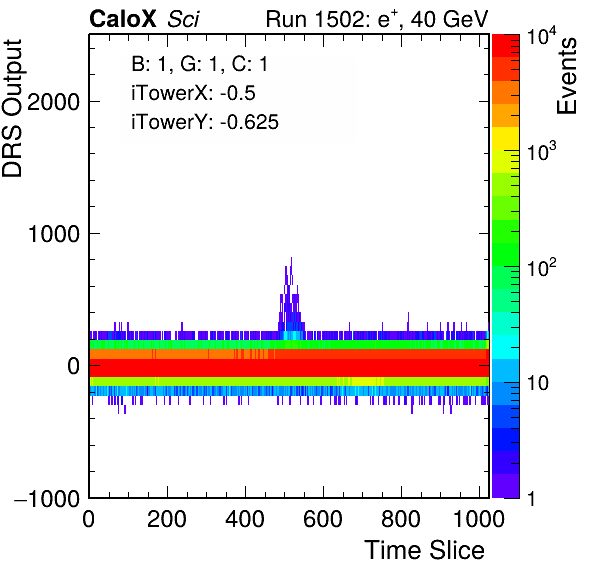 CaloX Sci Run 1502: e+, 40 GeV
B: 1, G: 1, C: 1
iTowerX: -0.5
iTowerY: -0.625
DRS Output
2000
1000
0
−1000
0 200 400 600 800 1000
Time Slice
Events
10^4
10^3
10^2
10
1